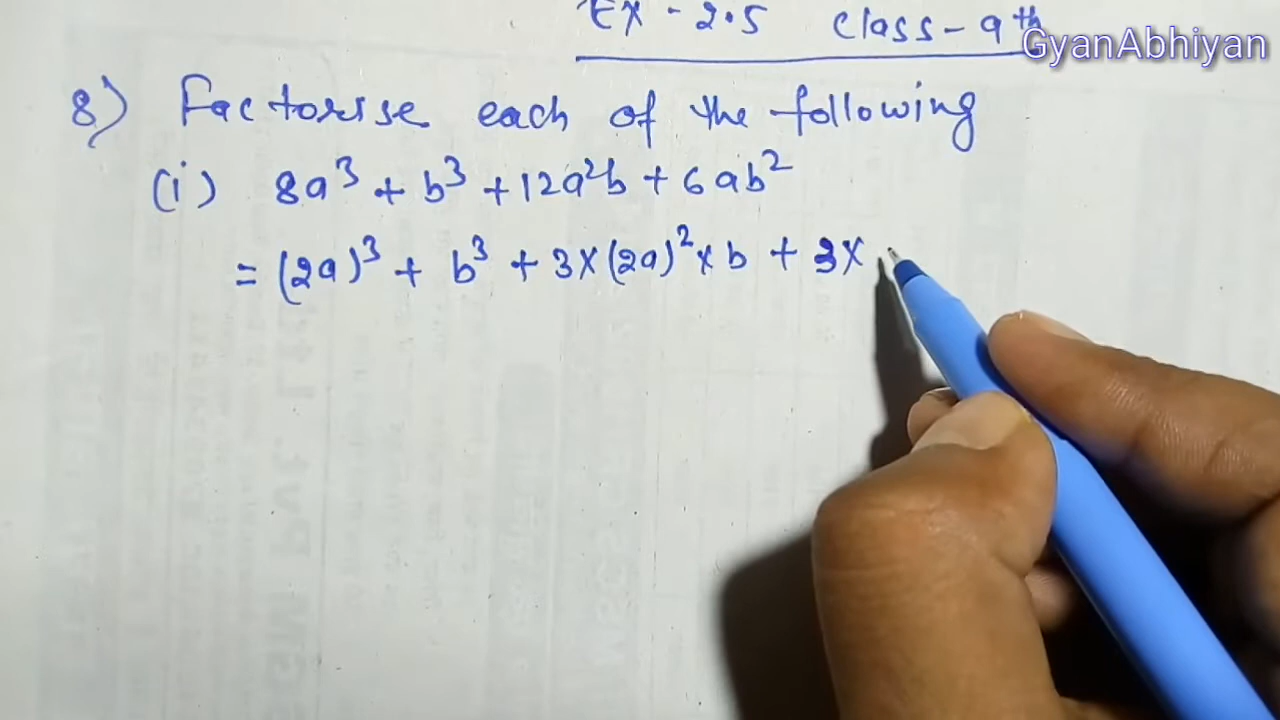 Ex - 2.5 Class - 9th
GyanAbhiyan
8) Factorise each of the following
(i) 8a³ + b³ + 12a²b + 6ab²
= (2a)³ + b³ + 3×(2a)²×b + 3×